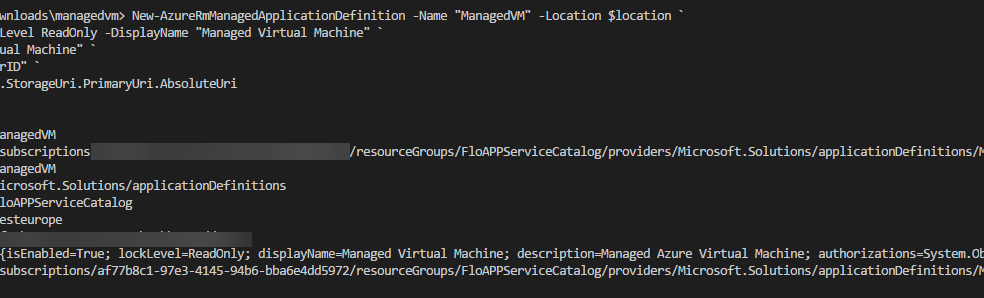 wnloads\managedvm> New-AzureRmManagedApplicationDefinition -Name "ManagedVM" -Location $location `
Level ReadOnly -DisplayName "Managed Virtual Machine" `
ual Machine" `
rID" `
.StorageUri.PrimaryUri.AbsoluteUri
anagedVM
subscriptions/resourceGroups/FloAPPServiceCatalog/providers/Microsoft.Solutions/applicationDefinitions/M
anagedVM
icrosoft.Solutions/applicationDefinitions
loAPPServiceCatalog
esteurope
{isEnabled=True; lockLevel=ReadOnly; displayName=Managed Virtual Machine; description=Managed Azure Virtual Machine; authorizations=System.Ob
subscriptions/af77b8c1-97e3-4145-94b6-bba6e4dd5972/resourceGroups/FloAPPServiceCatalog/providers/Microsoft.Solutions/applicationDefinitions/M